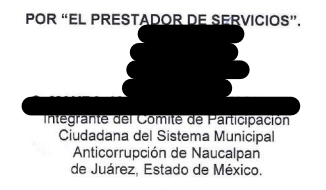 POR “EL PRESTADOR DE SERVICIOS”.
Integrante del Comité de Participación
Ciudadana del Sistema Municipal
Anticorrupción de Naucalpan
de Juárez, Estado de México.